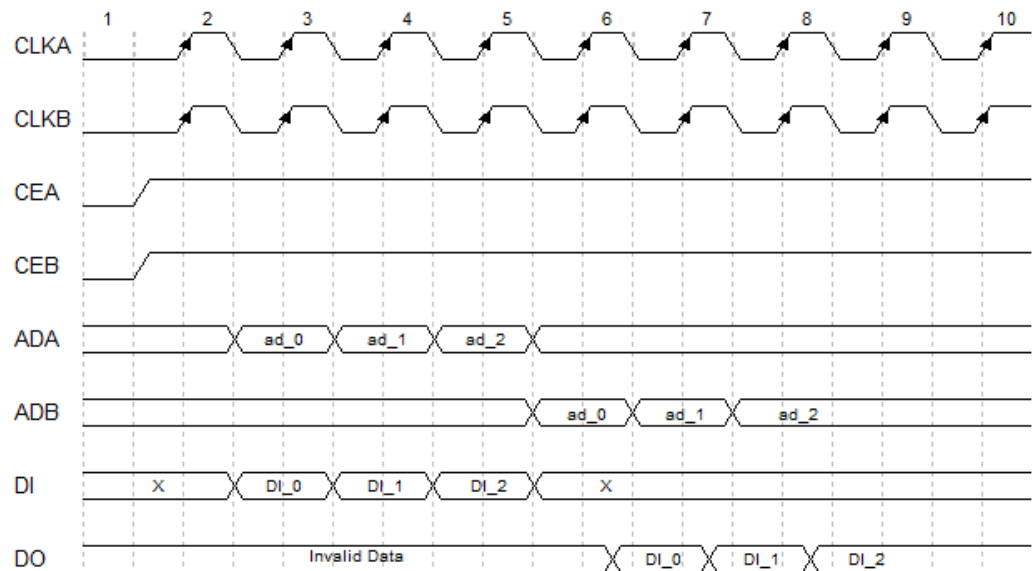 1 2 3 4 5 6 7 8 9 10
CLKA
CLKB
CEA
CEB
ADA ad_0 ad_1 ad_2
ADB ad_0 ad_1 ad_2
DI X DI_0 DI_1 DI_2 X
DO Invalid Data DI_0 DI_1 DI_2